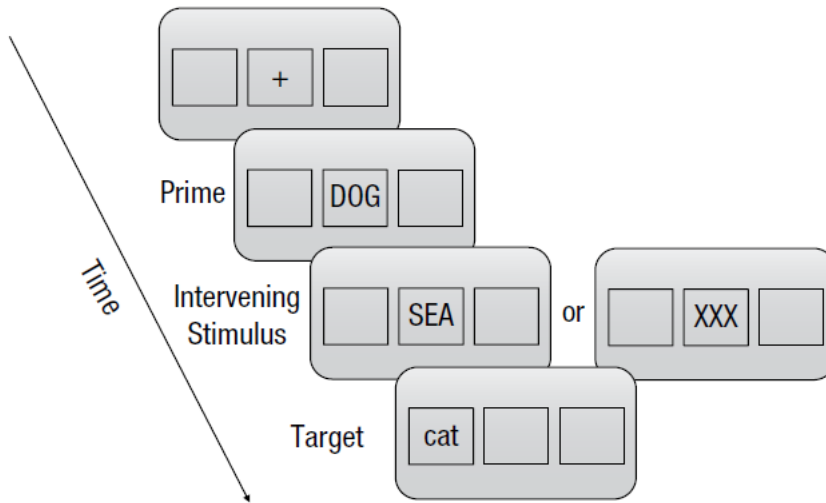 +
Prime
DOG
Time
Intervening
Stimulus
SEA
or
XXX
Target
cat